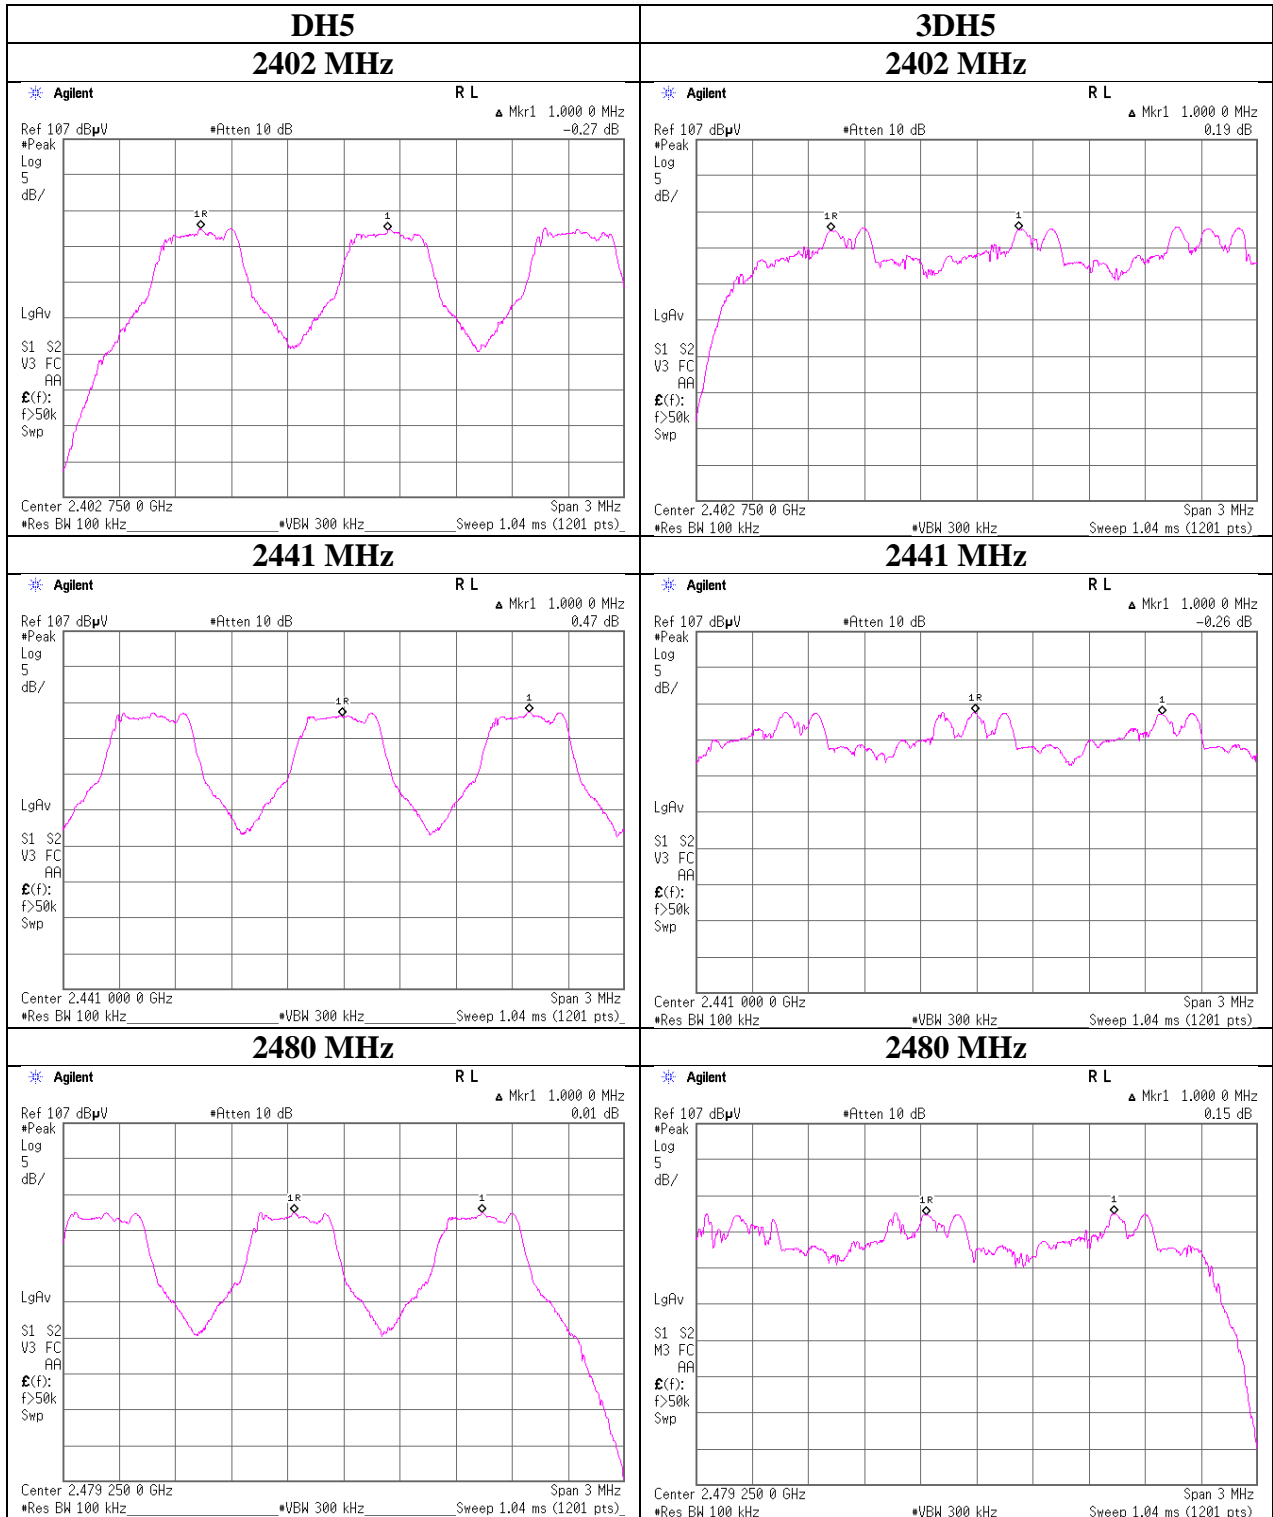 DH5 3DH5
2402 MHz 2402 MHz
Agilent R L
Δ Mkr1 1.000 0 MHz
Ref 107 dBµV #Atten 10 dB -0.27 dB
#Peak
Log
5
dB/
1R 1
LgAv
S1 S2
V3 FC
AA
£(f):
f>50k
Swp
Center 2.402 750 0 GHz Span 3 MHz
#Res BW 100 kHz #VBW 300 kHz Sweep 1.04 ms (1201 pts)
Agilent R L
Δ Mkr1 1.000 0 MHz
Ref 107 dBµV #Atten 10 dB 0.19 dB
#Peak
Log
5
dB/
1R 1
LgAv
S1 S2
V3 FC
AA
£(f):
f>50k
Swp
Center 2.402 750 0 GHz Span 3 MHz
#Res BW 100 kHz #VBW 300 kHz Sweep 1.04 ms (1201 pts)
2441 MHz 2441 MHz
Agilent R L
Δ Mkr1 1.000 0 MHz
Ref 107 dBµV #Atten 10 dB 0.47 dB
#Peak
Log
5
dB/
1R 1
LgAv
S1 S2
V3 FC
AA
£(f):
f>50k
Swp
Center 2.441 000 0 GHz Span 3 MHz
#Res BW 100 kHz #VBW 300 kHz Sweep 1.04 ms (1201 pts)
Agilent R L
Δ Mkr1 1.000 0 MHz
Ref 107 dBµV #Atten 10 dB -0.26 dB
#Peak
Log
5
dB/
1R 1
LgAv
S1 S2
V3 FC
AA
£(f):
f>50k
Swp
Center 2.441 000 0 GHz Span 3 MHz
#Res BW 100 kHz #VBW 300 kHz Sweep 1.04 ms (1201 pts)
2480 MHz 2480 MHz
Agilent R L
Δ Mkr1 1.000 0 MHz
Ref 107 dBµV #Atten 10 dB 0.01 dB
#Peak
Log
5
dB/
1R 1
LgAv
S1 S2
V3 FC
AA
£(f):
f>50k
Swp
Center 2.479 250 0 GHz Span 3 MHz
#Res BW 100 kHz #VBW 300 kHz Sweep 1.04 ms (1201 pts)
Agilent R L
Δ Mkr1 1.000 0 MHz
Ref 107 dBµV #Atten 10 dB 0.15 dB
#Peak
Log
5
dB/
1R 1
LgAv
S1 S2
M3 FC
AA
£(f):
f>50k
Swp
Center 2.479 250 0 GHz Span 3 MHz
#Res BW 100 kHz #VBW 300 kHz Sweep 1.04 ms (1201 pts)